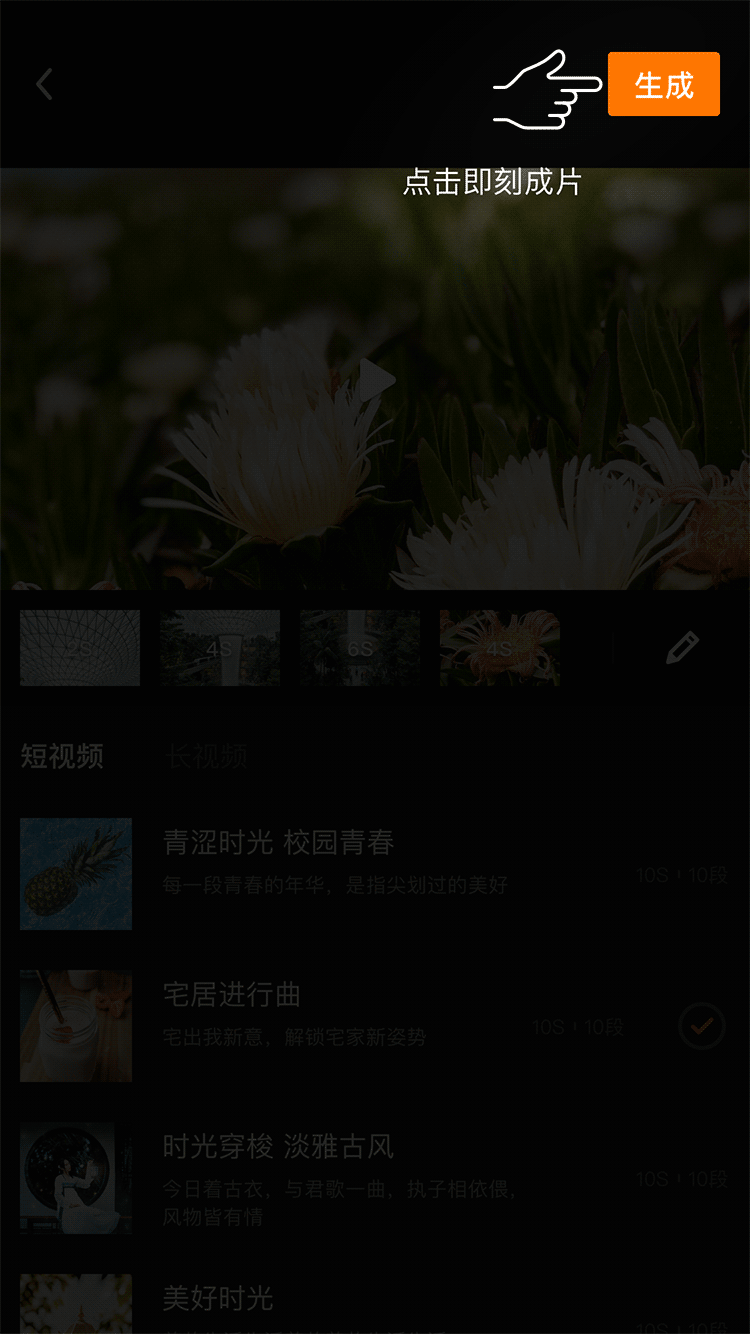 生成
点击即刻成片
2S
4S
6S
4S
短视频
长视频
青涩时光 校园青春
每一段青春的年华，是指尖划过的美好
10S
10段
宅居进行曲
宅出我新意，解锁宅家新姿势
10S
10段
时光穿梭 淡雅古风
今日着古衣，与君歌一曲，执子相依偎，
风物皆有情
10S
10段
美好时光
10S
10段